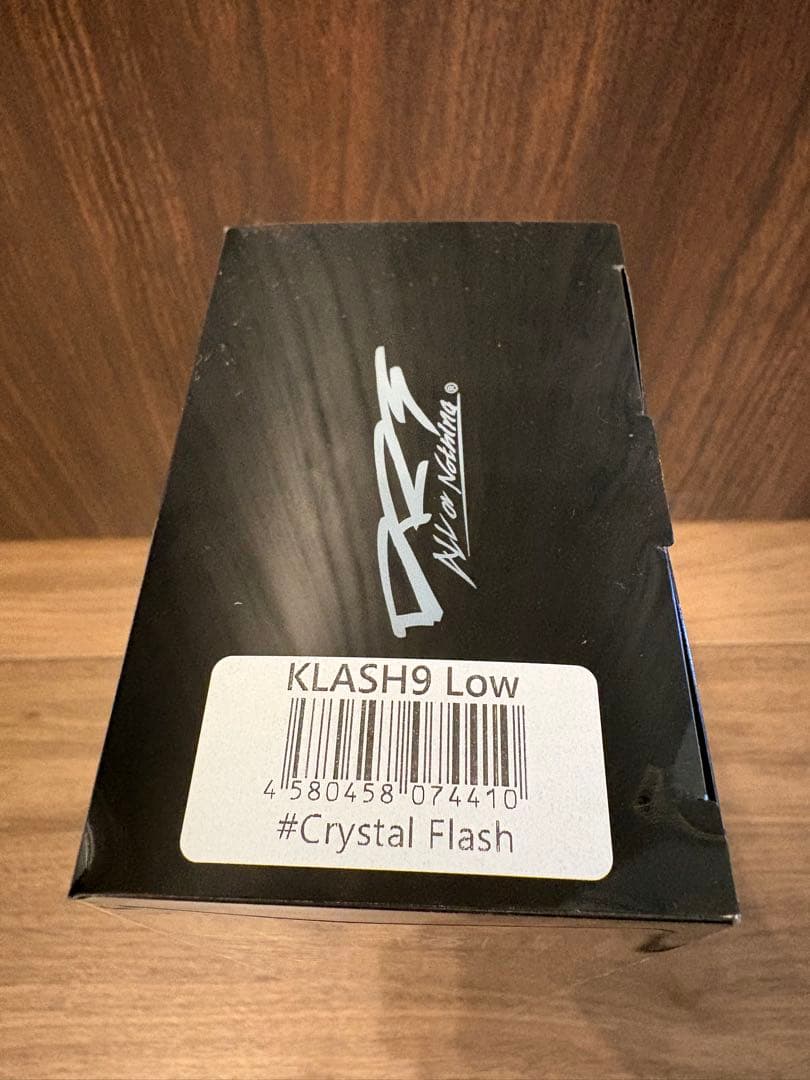 DRT
All or Nothing®
KLASH9 Low
4 580458 074410
#Crystal Flash